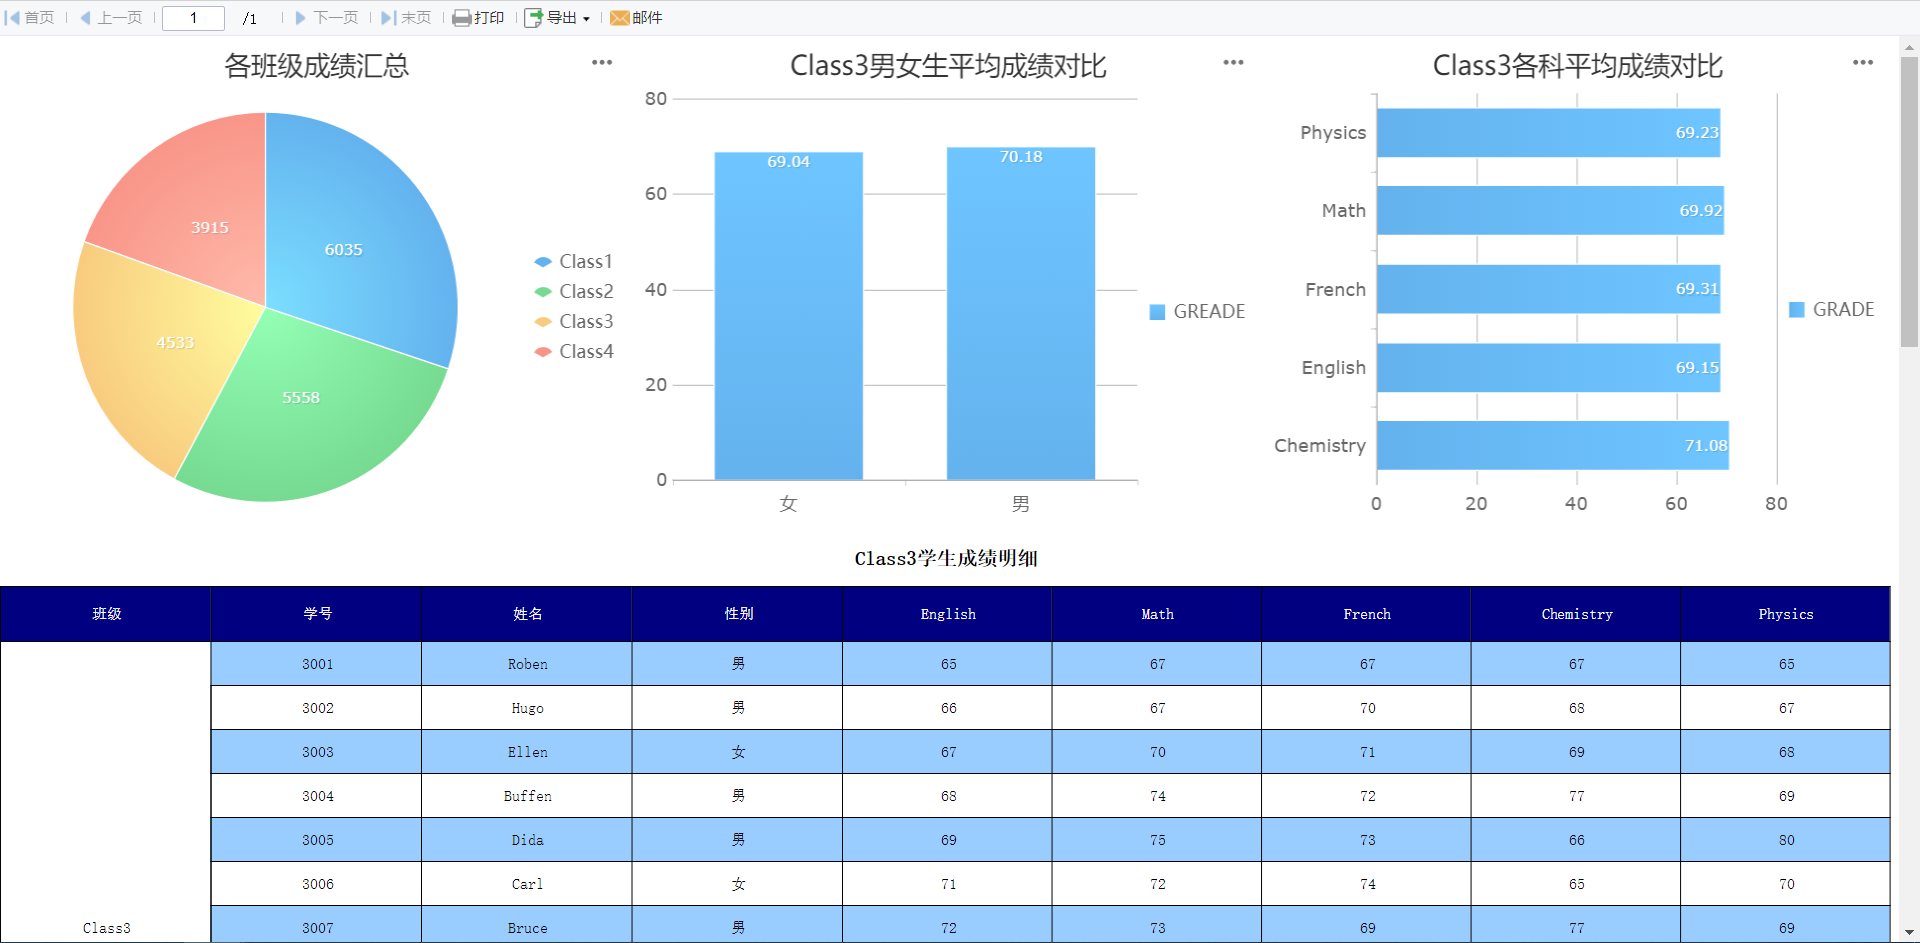 首页 上一页 1 /1 下一页 末页 打印 导出 邮件
各班级成绩汇总
6035
3915
4533
5558
Class1
Class2
Class3
Class4
Class3男女生平均成绩对比
80
60
40
20
0
69.04
70.18
女 男
GREADE
Class3各科平均成绩对比
Physics 69.23
Math 69.92
French 69.31
English 69.15
Chemistry 71.08
0 20 40 60 80
GRADE
Class3学生成绩明细
班级 学号 姓名 性别 English Math French Chemistry Physics
3001 Roben 男 65 67 67 67 65
3002 Hugo 男 66 67 70 68 67
3003 Ellen 女 67 70 71 69 68
3004 Buffen 男 68 74 72 77 69
3005 Dida 男 69 75 73 66 80
3006 Carl 女 71 72 74 65 70
Class3 3007 Bruce 男 72 73 69 77 69